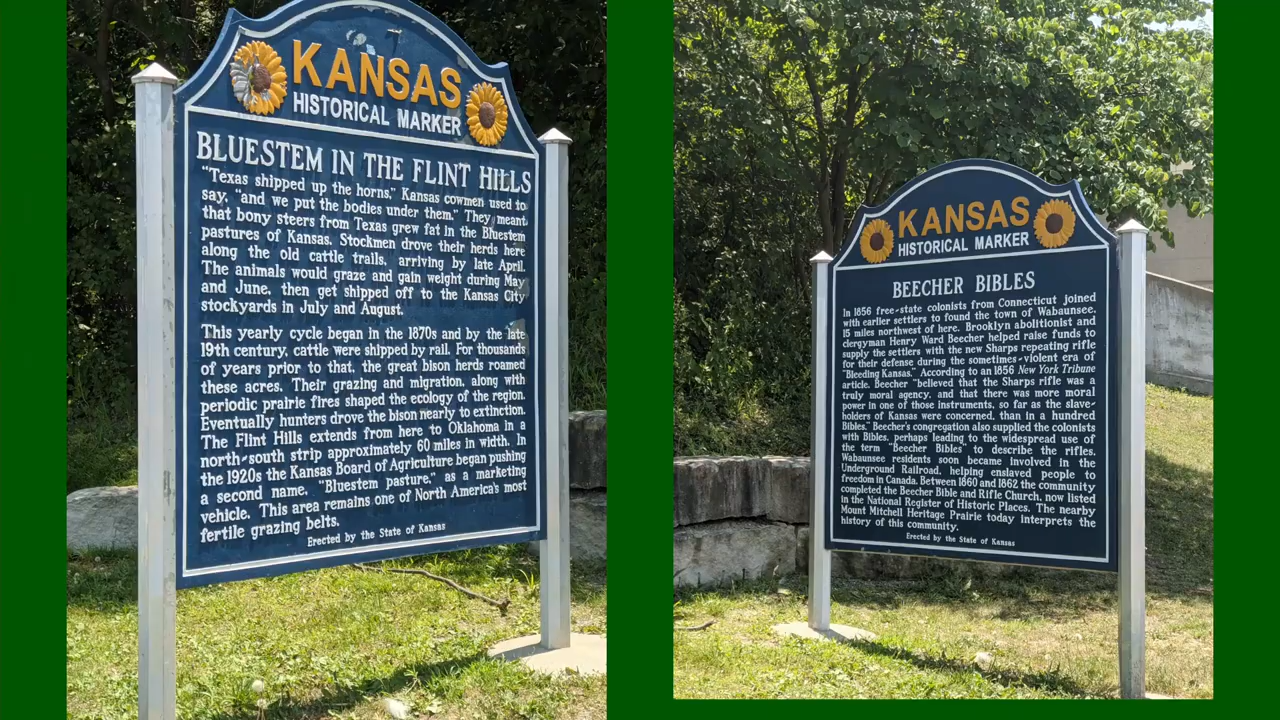 KANSAS
HISTORICAL MARKER
BLUESTEM IN THE FLINT HILLS
"Texas shipped up the horns," Kansas cowmen used to
say, "and we put the bodies under them." They meant
that bony steers from Texas grew fat in the Bluestem
pastures of Kansas. Stockmen drove their herds here
along the old cattle trails, arriving by late April.
The animals would graze and gain weight during May
and June, then get shipped off to the Kansas City
stockyards in July and August.
This yearly cycle began in the 1870s and by the late
19th century, cattle were shipped by rail. For thousands
of years prior to that, the great bison herds roamed
these acres. Their grazing and migration, along with
periodic prairie fires shaped the ecology of the region.
Eventually hunters drove the bison nearly to extinction.
The Flint Hills extends from here to Oklahoma in a
north-south strip approximately 60 miles in width. In
the 1920s the Kansas Board of Agriculture began pushing
a second name, "Bluestem pasture," as a marketing
vehicle. This area remains one of North America's most
fertile grazing belts.
Erected by the State of Kansas
KANSAS
HISTORICAL MARKER
BEECHER BIBLES
In 1856 free-state colonists from Connecticut joined
with earlier settlers to found the town of Wabaunsee,
15 miles northwest of here. Brooklyn abolitionist and
clergyman Henry Ward Beecher helped raise funds to
supply the settlers with the new Sharps repeating rifle
for their defense during the sometimes-violent era of
"Bleeding Kansas." According to an 1856 New York Tribune
article, Beecher "believed that the Sharps rifle was a
truly moral agency, and that there was more moral
power in one of those instruments, so far as the slave-
holders of Kansas were concerned, than in a hundred
Bibles." Beecher's congregation also supplied the colonists
with Bibles, perhaps leading to the widespread use of
the term "Beecher Bibles" to describe the rifles.
Wabaunsee residents soon became involved in the
Underground Railroad, helping enslaved people to
freedom in Canada. Between 1860 and 1862 the community
completed the Beecher Bible and Rifle Church, now listed
in the National Register of Historic Places. The nearby
Mount Mitchell Heritage Prairie today interprets the
history of this community.
Erected by the State of Kansas